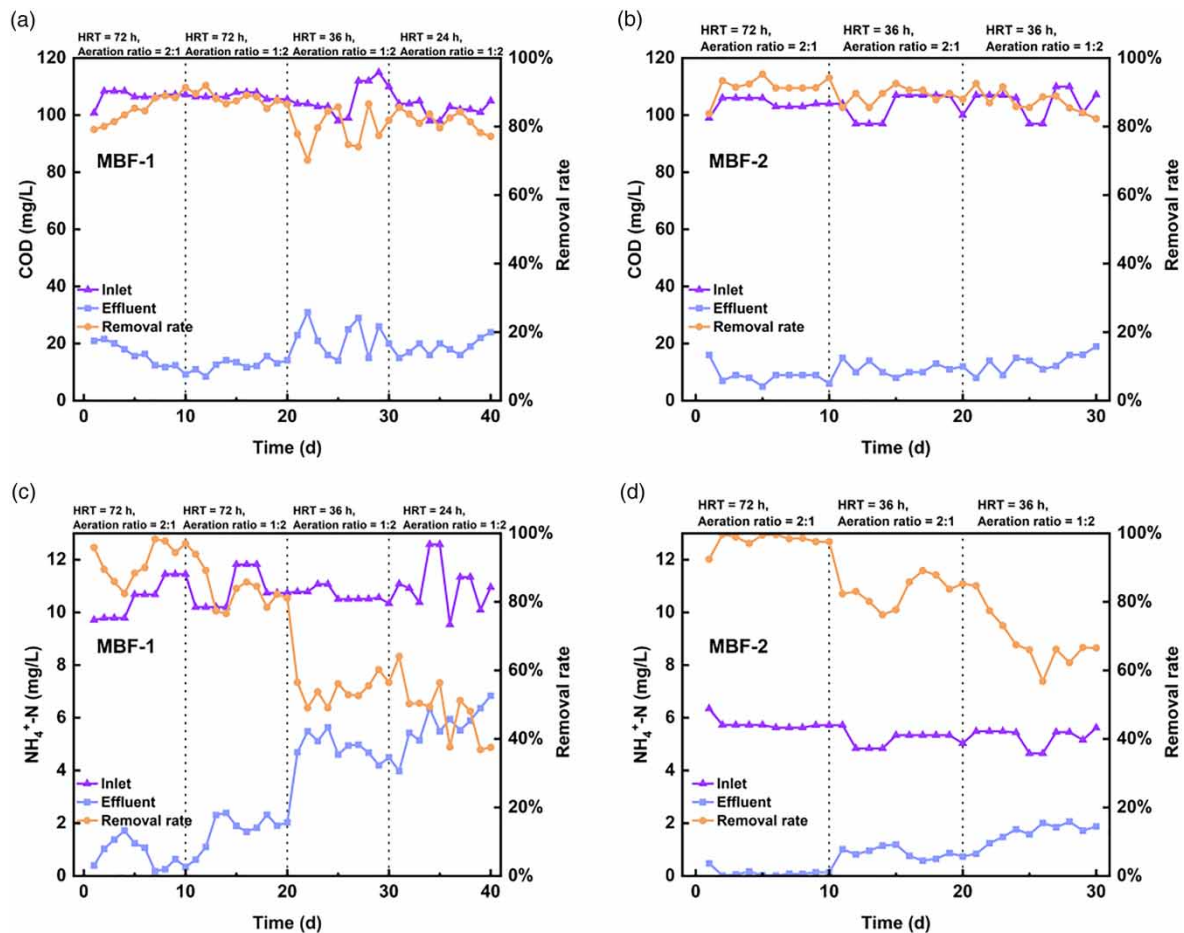 (a)
HRT = 72 h, HRT = 72 h, HRT = 36 h, HRT = 24 h,
Aeration ratio = 2:1 Aeration ratio = 1:2 Aeration ratio = 1:2 Aeration ratio = 1:2
120 100%
100 80%
MBF-1
80 60%
60
40 40%
Inlet
Effluent
20 Removal rate 20%
0 0%
0 10 20 30 40
COD (mg/L)
Removal rate
Time (d)
(b)
HRT = 72 h, HRT = 36 h, HRT = 36 h,
Aeration ratio = 2:1 Aeration ratio = 2:1 Aeration ratio = 1:2
120 100%
100 80%
MBF-2
80 60%
60
40 40%
Inlet
Effluent
20 Removal rate 20%
0 0%
0 10 20 30
COD (mg/L)
Removal rate
Time (d)
(c)
HRT = 72 h, HRT = 72 h, HRT = 36 h, HRT = 24 h,
Aeration ratio = 2:1 Aeration ratio = 1:2 Aeration ratio = 1:2 Aeration ratio = 1:2
100%
12
10 80%
MBF-1
8 60%
6
40%
4
Inlet
Effluent
2 Removal rate 20%
0 0%
0 10 20 30 40
NH₄⁺-N (mg/L)
Removal rate
Time (d)
(d)
HRT = 72 h, HRT = 36 h, HRT = 36 h,
Aeration ratio = 2:1 Aeration ratio = 2:1 Aeration ratio = 1:2
100%
12
10 80%
MBF-2
8 60%
6
40%
4
Inlet
Effluent
2 Removal rate 20%
0 0%
0 10 20 30
NH₄⁺-N (mg/L)
Removal rate
Time (d)